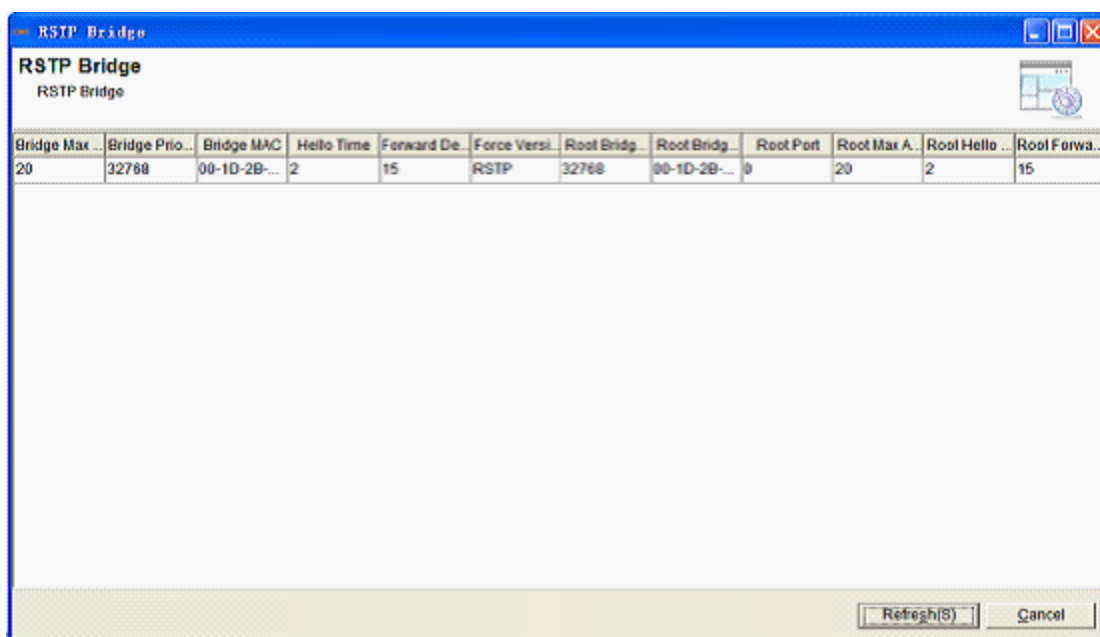 RSTP Bridge
RSTP Bridge
RSTP Bridge
Bridge Max ... Bridge Prio... Bridge MAC Hello Time Forward De... Force Versi... Root Bridg... Root Bridg... Root Port Root Max A... Root Hello ... Root Forwa...
20 32768 00-1D-2B-... 2 15 RSTP 32768 00-1D-2B-... 0 20 2 15
Refresh(S) Cancel